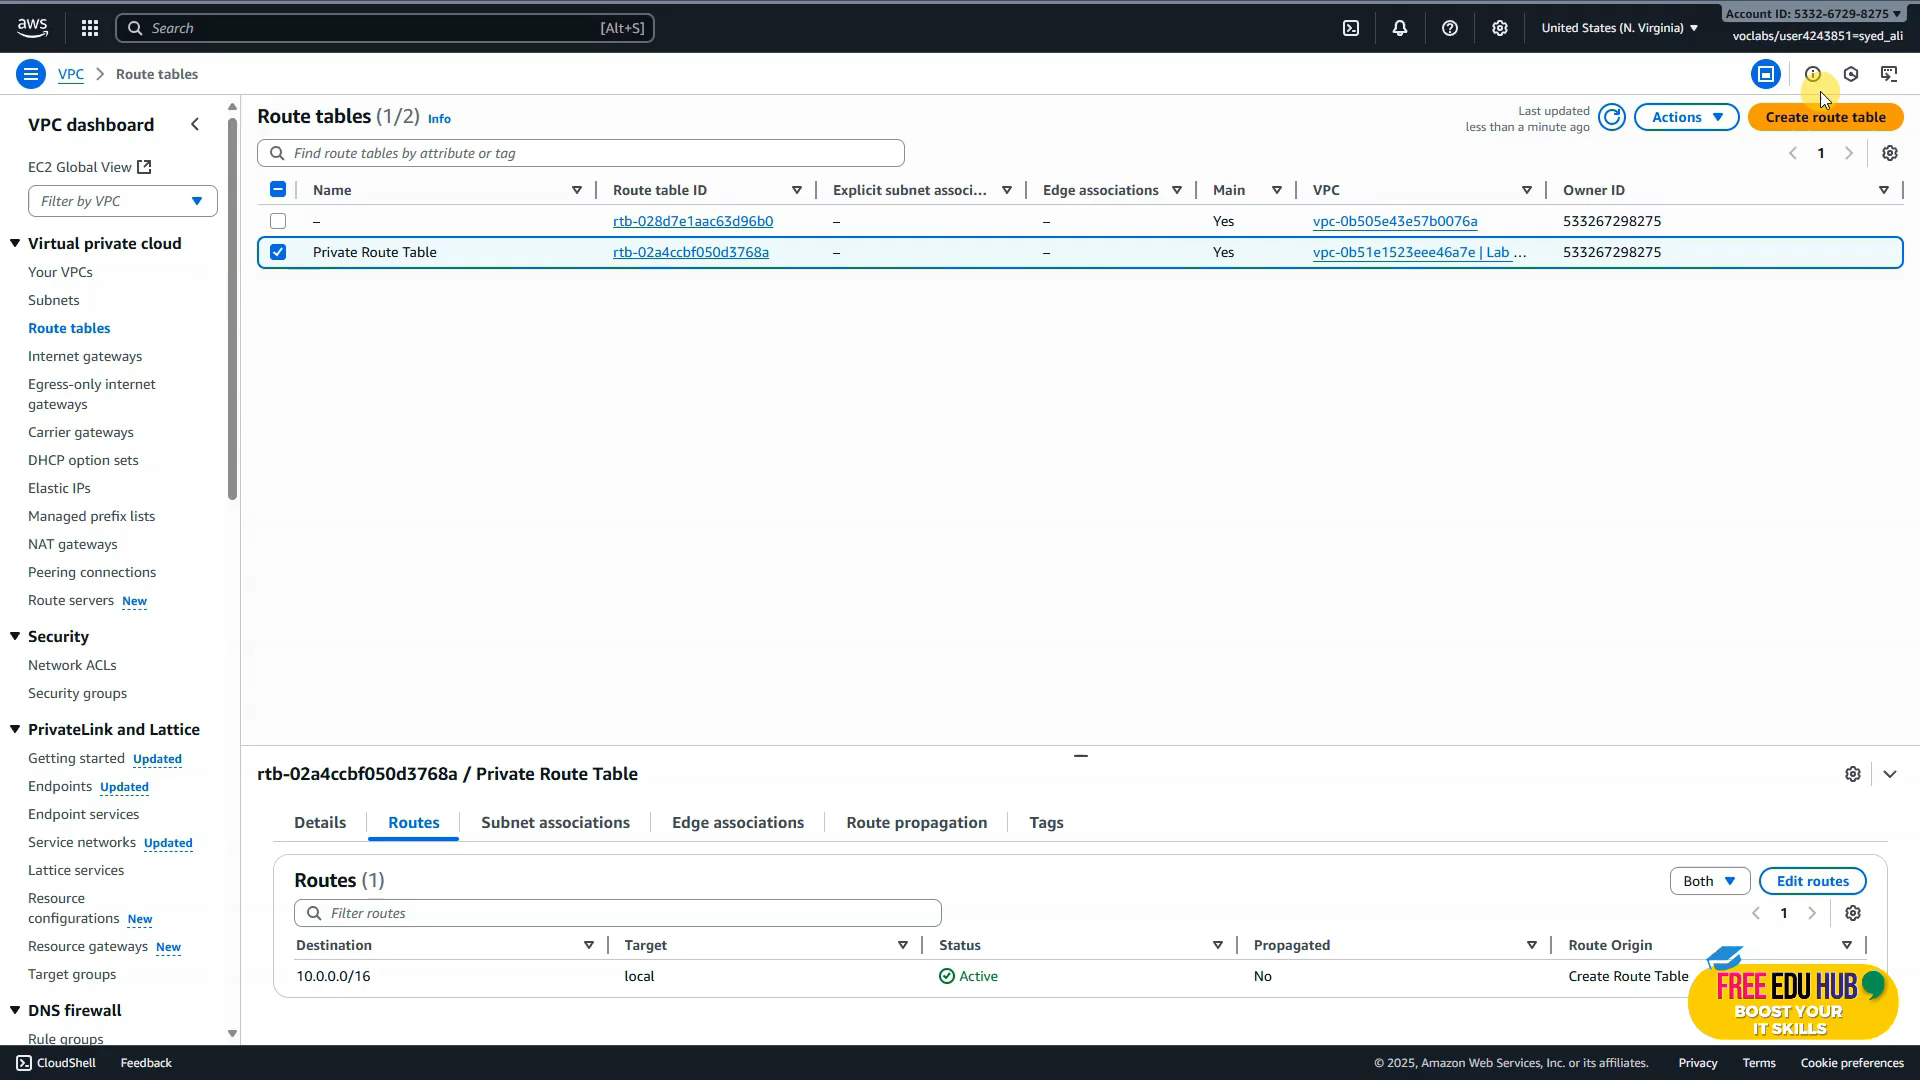 aws
Search
[Alt+S]
United States (N. Virginia)
Account ID: 5332-6729-8275
voclabs/user4243851=syed_ali
VPC
Route tables
VPC dashboard
EC2 Global View
Filter by VPC
Virtual private cloud
Your VPCs
Subnets
Route tables
Internet gateways
Egress-only internet
gateways
Carrier gateways
DHCP option sets
Elastic IPs
Managed prefix lists
NAT gateways
Peering connections
Route servers New
Security
Network ACLs
Security groups
PrivateLink and Lattice
Getting started Updated
Endpoints Updated
Endpoint services
Service networks Updated
Lattice services
Resource
configurations New
Resource gateways New
Target groups
DNS firewall
Rule groups
Route tables (1/2) Info
Last updated
less than a minute ago
Actions
Create route table
Find route tables by attribute or tag
1
Name Route table ID Explicit subnet associ... Edge associations Main VPC Owner ID
– rtb-028d7e1aac63d96b0 – – Yes vpc-0b505e43e57b0076a 533267298275
Private Route Table rtb-02a4ccbf050d3768a – – Yes vpc-0b51e1523eee46a7e | Lab ... 533267298275
rtb-02a4ccbf050d3768a / Private Route Table
Details Routes Subnet associations Edge associations Route propagation Tags
Routes (1)
Both
Edit routes
Filter routes
1
Destination Target Status Propagated Route Origin
10.0.0.0/16 local Active No Create Route Table
FREE EDU HUB
BOOST YOUR
IT SKILLS
CloudShell
Feedback
© 2025, Amazon Web Services, Inc. or its affiliates.
Privacy
Terms
Cookie preferences